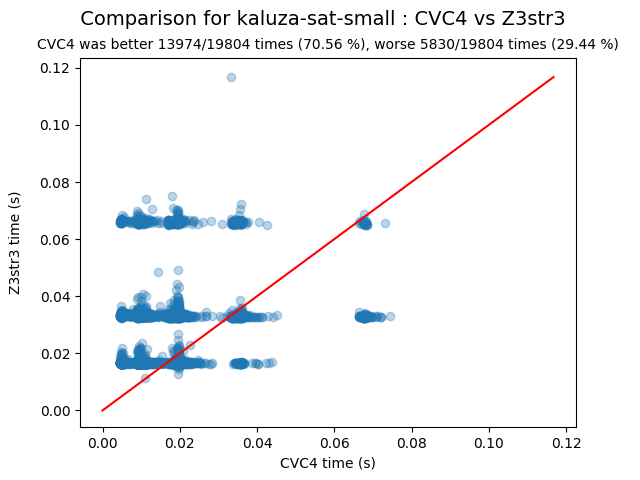 Comparison for kaluza-sat-small : CVC4 vs Z3str3
CVC4 was better 13974/19804 times (70.56 %), worse 5830/19804 times (29.44 %)
0.12
0.10
0.08
0.06
0.04
0.02
0.00
Z3str3 time (s)
0.00 0.02 0.04 0.06 0.08 0.10 0.12
CVC4 time (s)